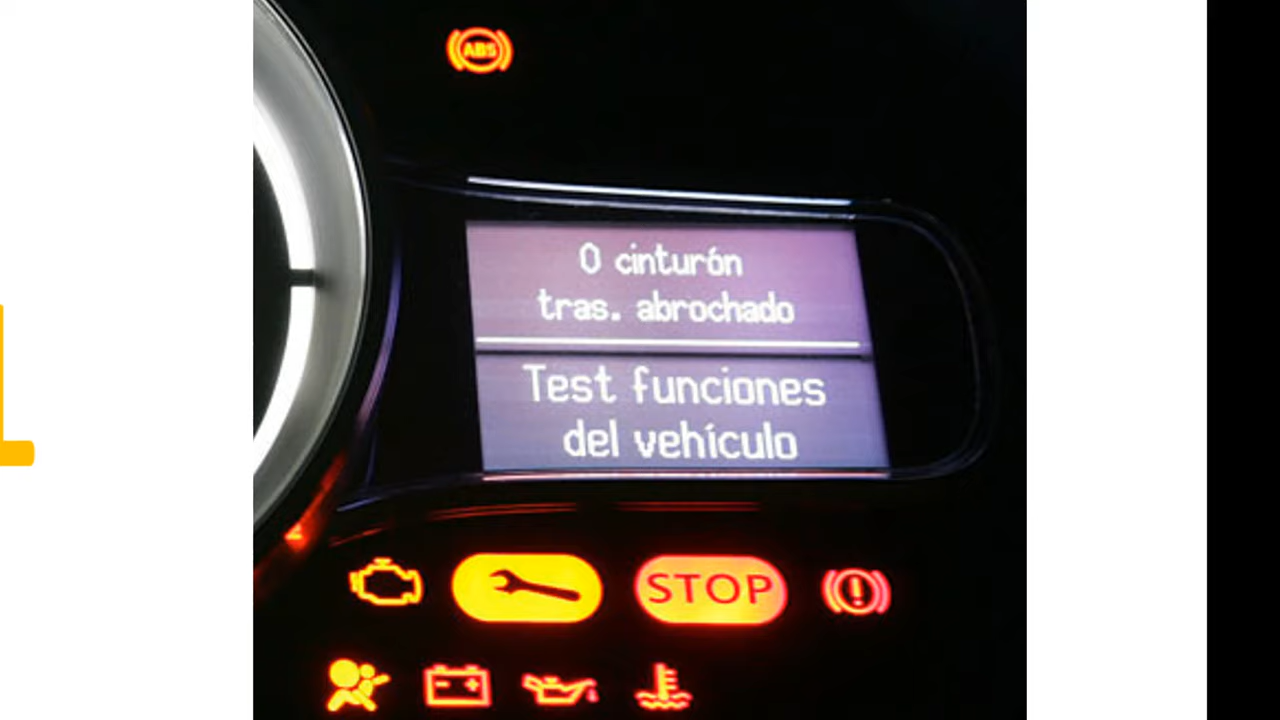 ABS
0 cinturón
tras. abrochado
Test funciones
del vehículo
STOP